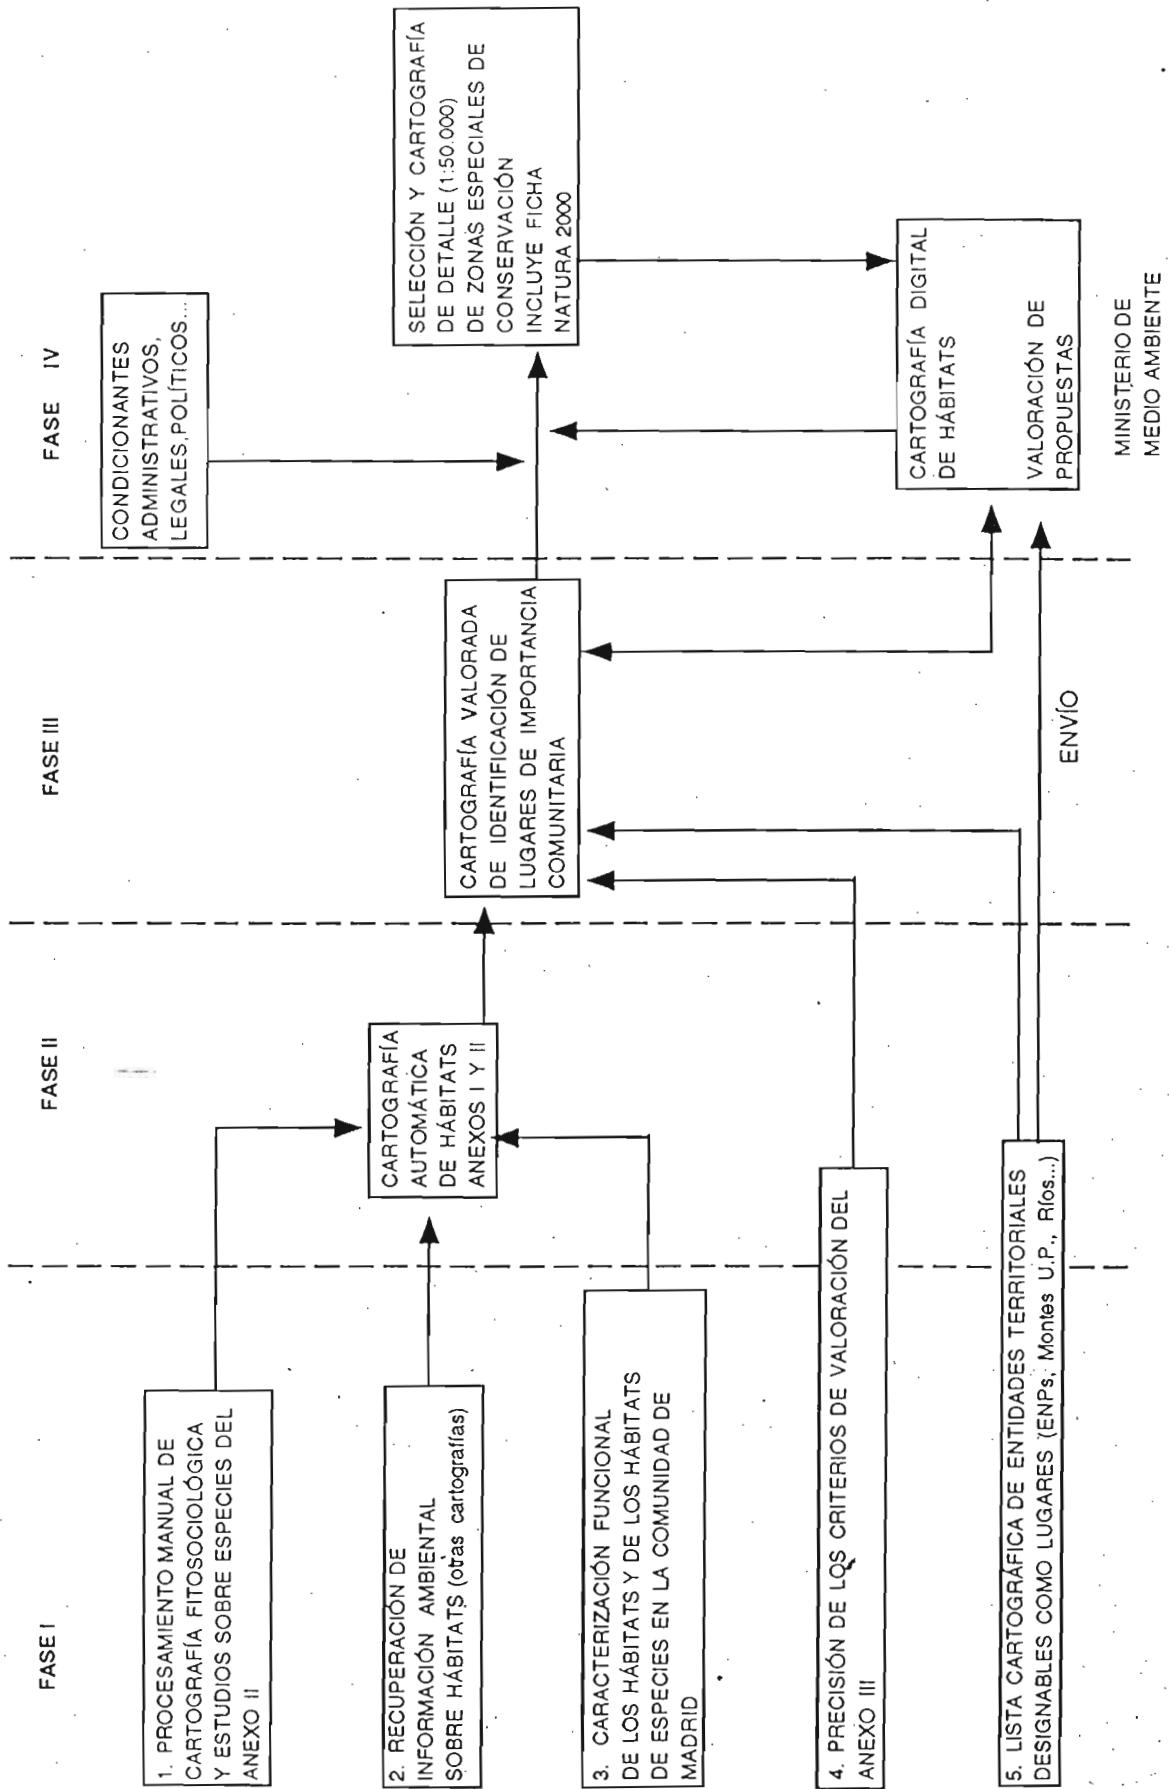 FASE I
FASE II
FASE III
FASE IV
1. PROCESAMIENTO MANUAL DE
CARTOGRAFÍA FITOSOCIOLÓGICA
Y ESTUDIOS SOBRE ESPECIES DEL
ANEXO II
2. RECUPERACIÓN DE
INFORMACIÓN AMBIENTAL
SOBRE HÁBITATS (otras cartografías)
3. CARACTERIZACIÓN FUNCIONAL
DE LOS HÁBITATS Y DE LOS HÁBITATS
DE ESPECIES EN LA COMUNIDAD DE
MADRID
4. PRECISIÓN DE LOS CRITERIOS DE VALORACIÓN DEL
ANEXO III
5. LISTA CARTOGRÁFICA DE ENTIDADES TERRITORIALES
DESIGNABLES COMO LUGARES (ENPs, Montes U.P., Ríos...)
CARTOGRAFÍA
AUTOMÁTICA
DE HÁBITATS
ANEXOS I Y II
CARTOGRAFÍA VALORADA
DE IDENTIFICACIÓN DE
LUGARES DE IMPORTANCIA
COMUNITARIA
ENVÍO
CONDICIONANTES
ADMINISTRATIVOS,
LEGALES,POLÍTICOS...
SELECCIÓN Y CARTOGRAFÍA
DE DETALLE (1:50.000)
DE ZONAS ESPECIALES DE
CONSERVACIÓN
INCLUYE FICHA
NATURA 2000
CARTOGRAFÍA DIGITAL
DE HÁBITATS
VALORACIÓN DE
PROPUESTAS
MINISTERIO DE
MEDIO AMBIENTE